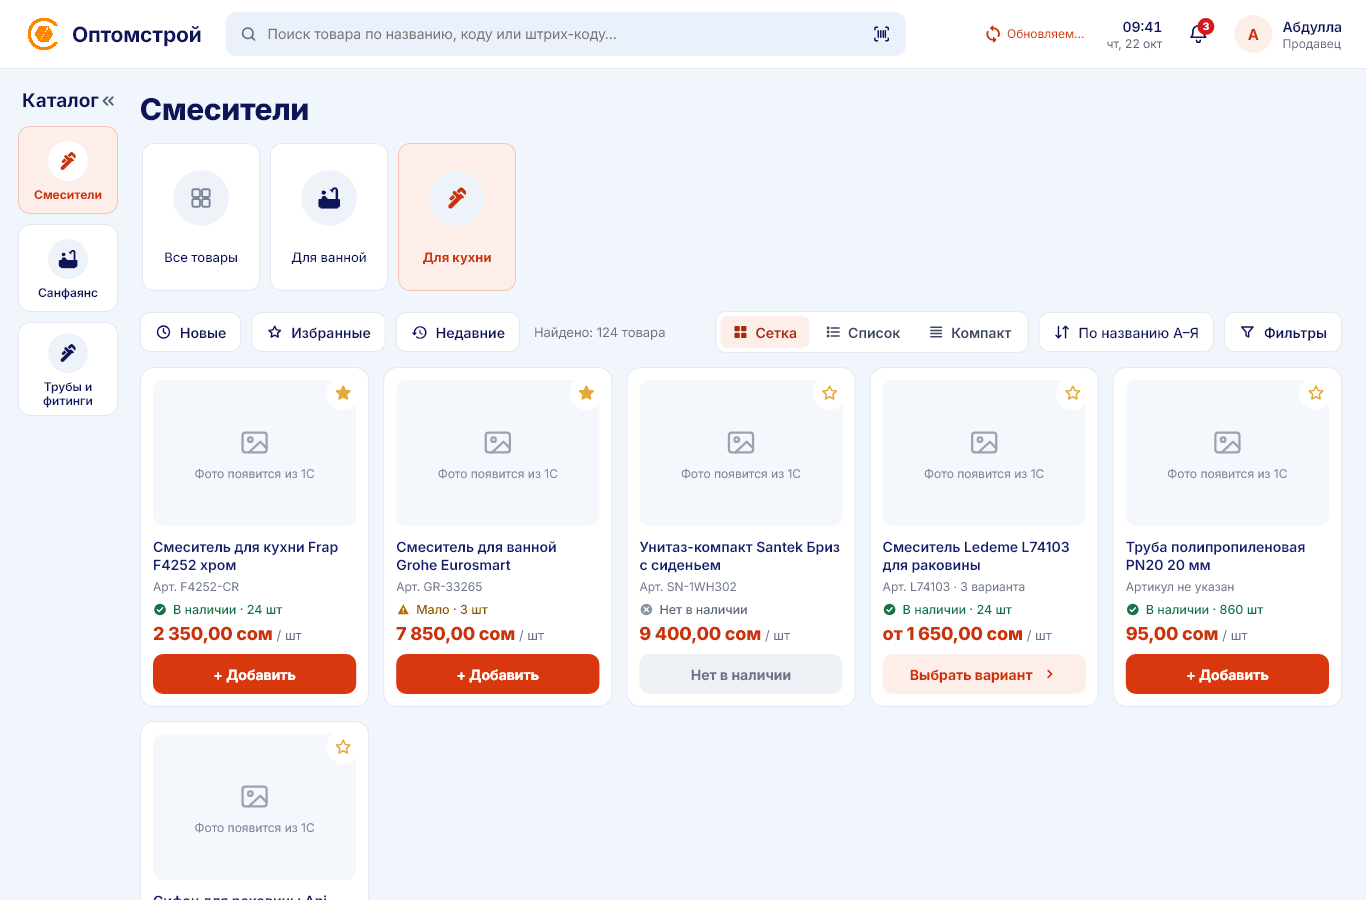 Оптомстрой
Поиск товара по названию, коду или штрих-коду...
Обновляем...
09:41
чт, 22 окт
3
А
Абдулла
Продавец
Каталог
Смесители
Санфаянс
Трубы и
фитинги
Смесители
Все товары
Для ванной
Для кухни
Новые
Избранные
Недавние
Найдено: 124 товара
Сетка
Список
Компакт
По названию А–Я
Фильтры
Фото появится из 1С
Смеситель для кухни Frap
F4252 хром
Арт. F4252-CR
В наличии · 24 шт
2 350,00 сом / шт
+ Добавить
Фото появится из 1С
Смеситель для ванной
Grohe Eurosmart
Арт. GR-33265
Мало · 3 шт
7 850,00 сом / шт
+ Добавить
Фото появится из 1С
Унитаз-компакт Santek Бриз
с сиденьем
Арт. SN-1WH302
Нет в наличии
9 400,00 сом / шт
Нет в наличии
Фото появится из 1С
Смеситель Ledeme L74103
для раковины
Арт. L74103 · 3 варианта
В наличии · 24 шт
от 1 650,00 сом / шт
Выбрать вариант
Фото появится из 1С
Труба полипропиленовая
PN20 20 мм
Артикул не указан
В наличии · 860 шт
95,00 сом / шт
+ Добавить
Фото появится из 1С
Сифон для раковины Ani